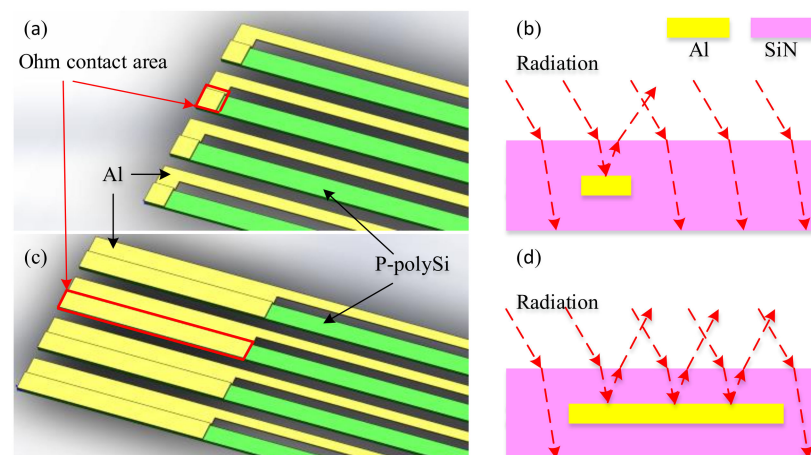 (a)
Ohm contact area
Al
(c)
P-polySi
(b)
Al
SiN
Radiation
(d)
Radiation